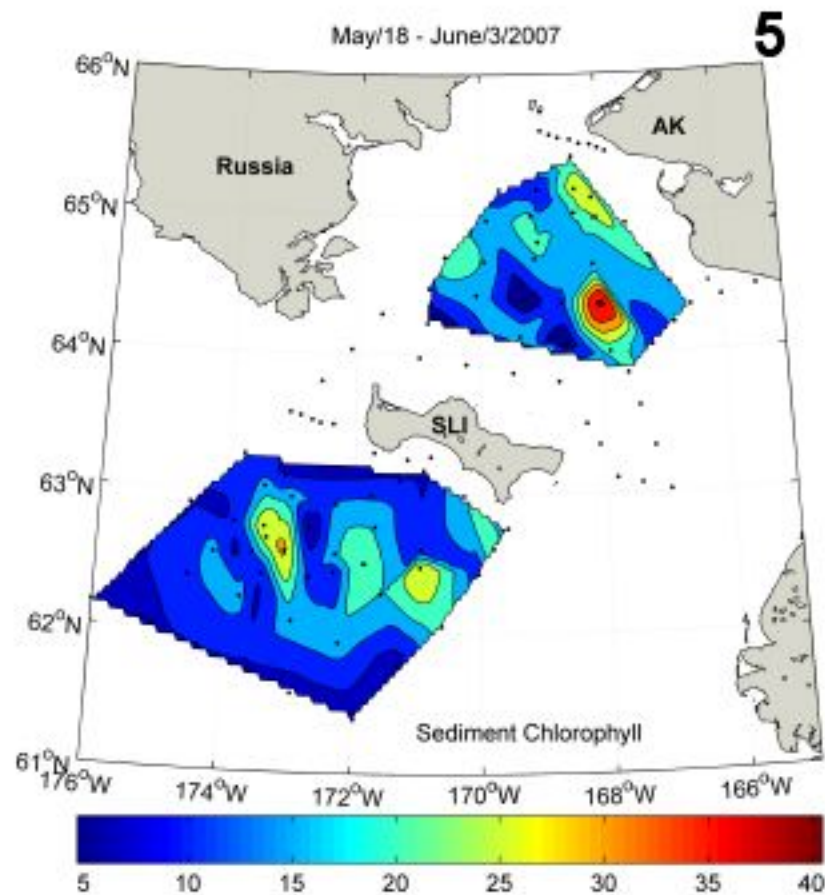 May/18 - June/3/2007
5
66°N
AK
Russia
65°N
64°N
SLI
63°N
62°N
Sediment Chlorophyll
61°N
176°W 174°W 172°W 170°W 168°W 166°W
5 10 15 20 25 30 35 40